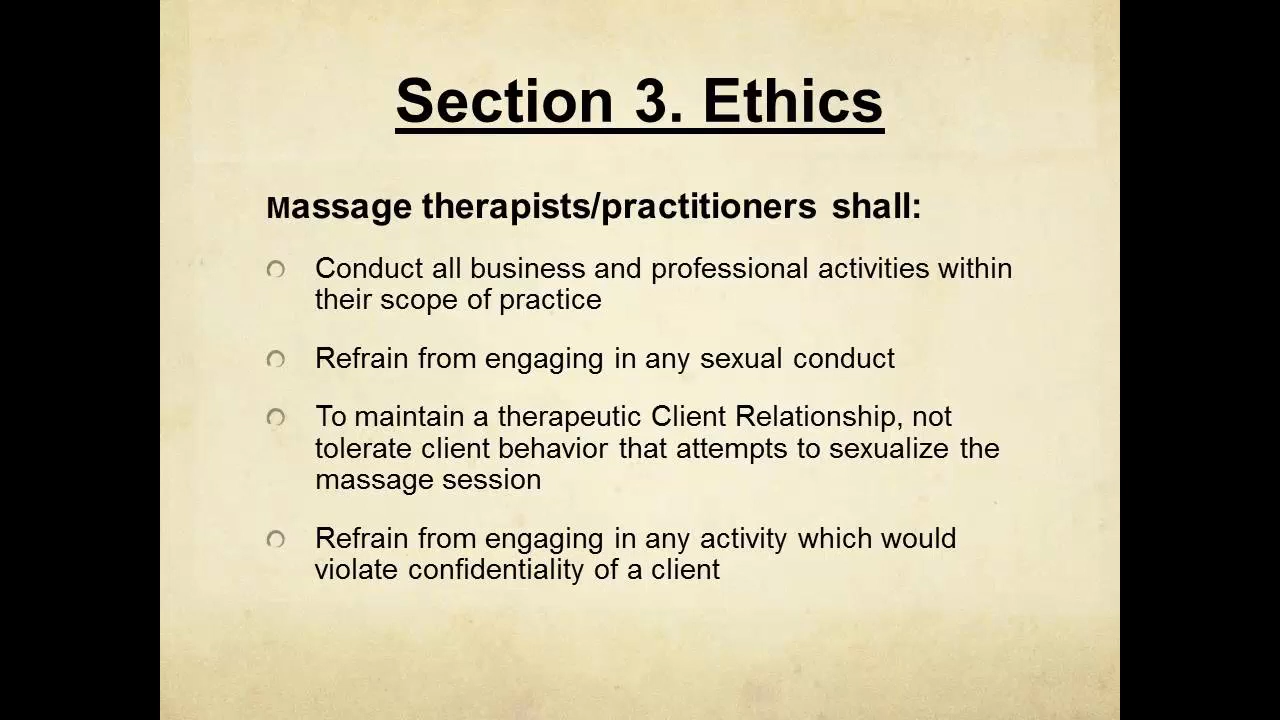 Section 3. Ethics
Massage therapists/practitioners shall:
Conduct all business and professional activities within
their scope of practice
Refrain from engaging in any sexual conduct
To maintain a therapeutic Client Relationship, not
tolerate client behavior that attempts to sexualize the
massage session
Refrain from engaging in any activity which would
violate confidentiality of a client